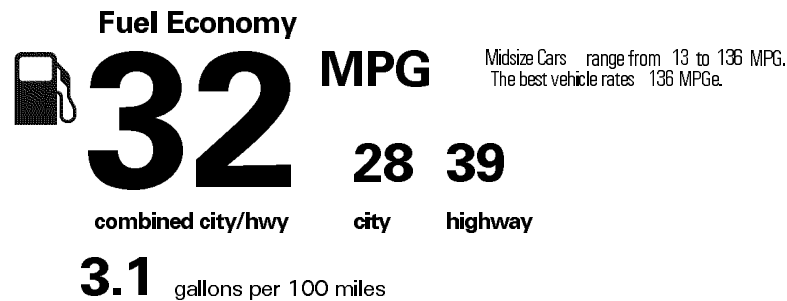 Fuel Economy
32 MPG
Midsize Cars range from 13 to 136 MPG.
The best vehicle rates 136 MPGe.
28 39
combined city/hwy city highway
3.1 gallons per 100 miles